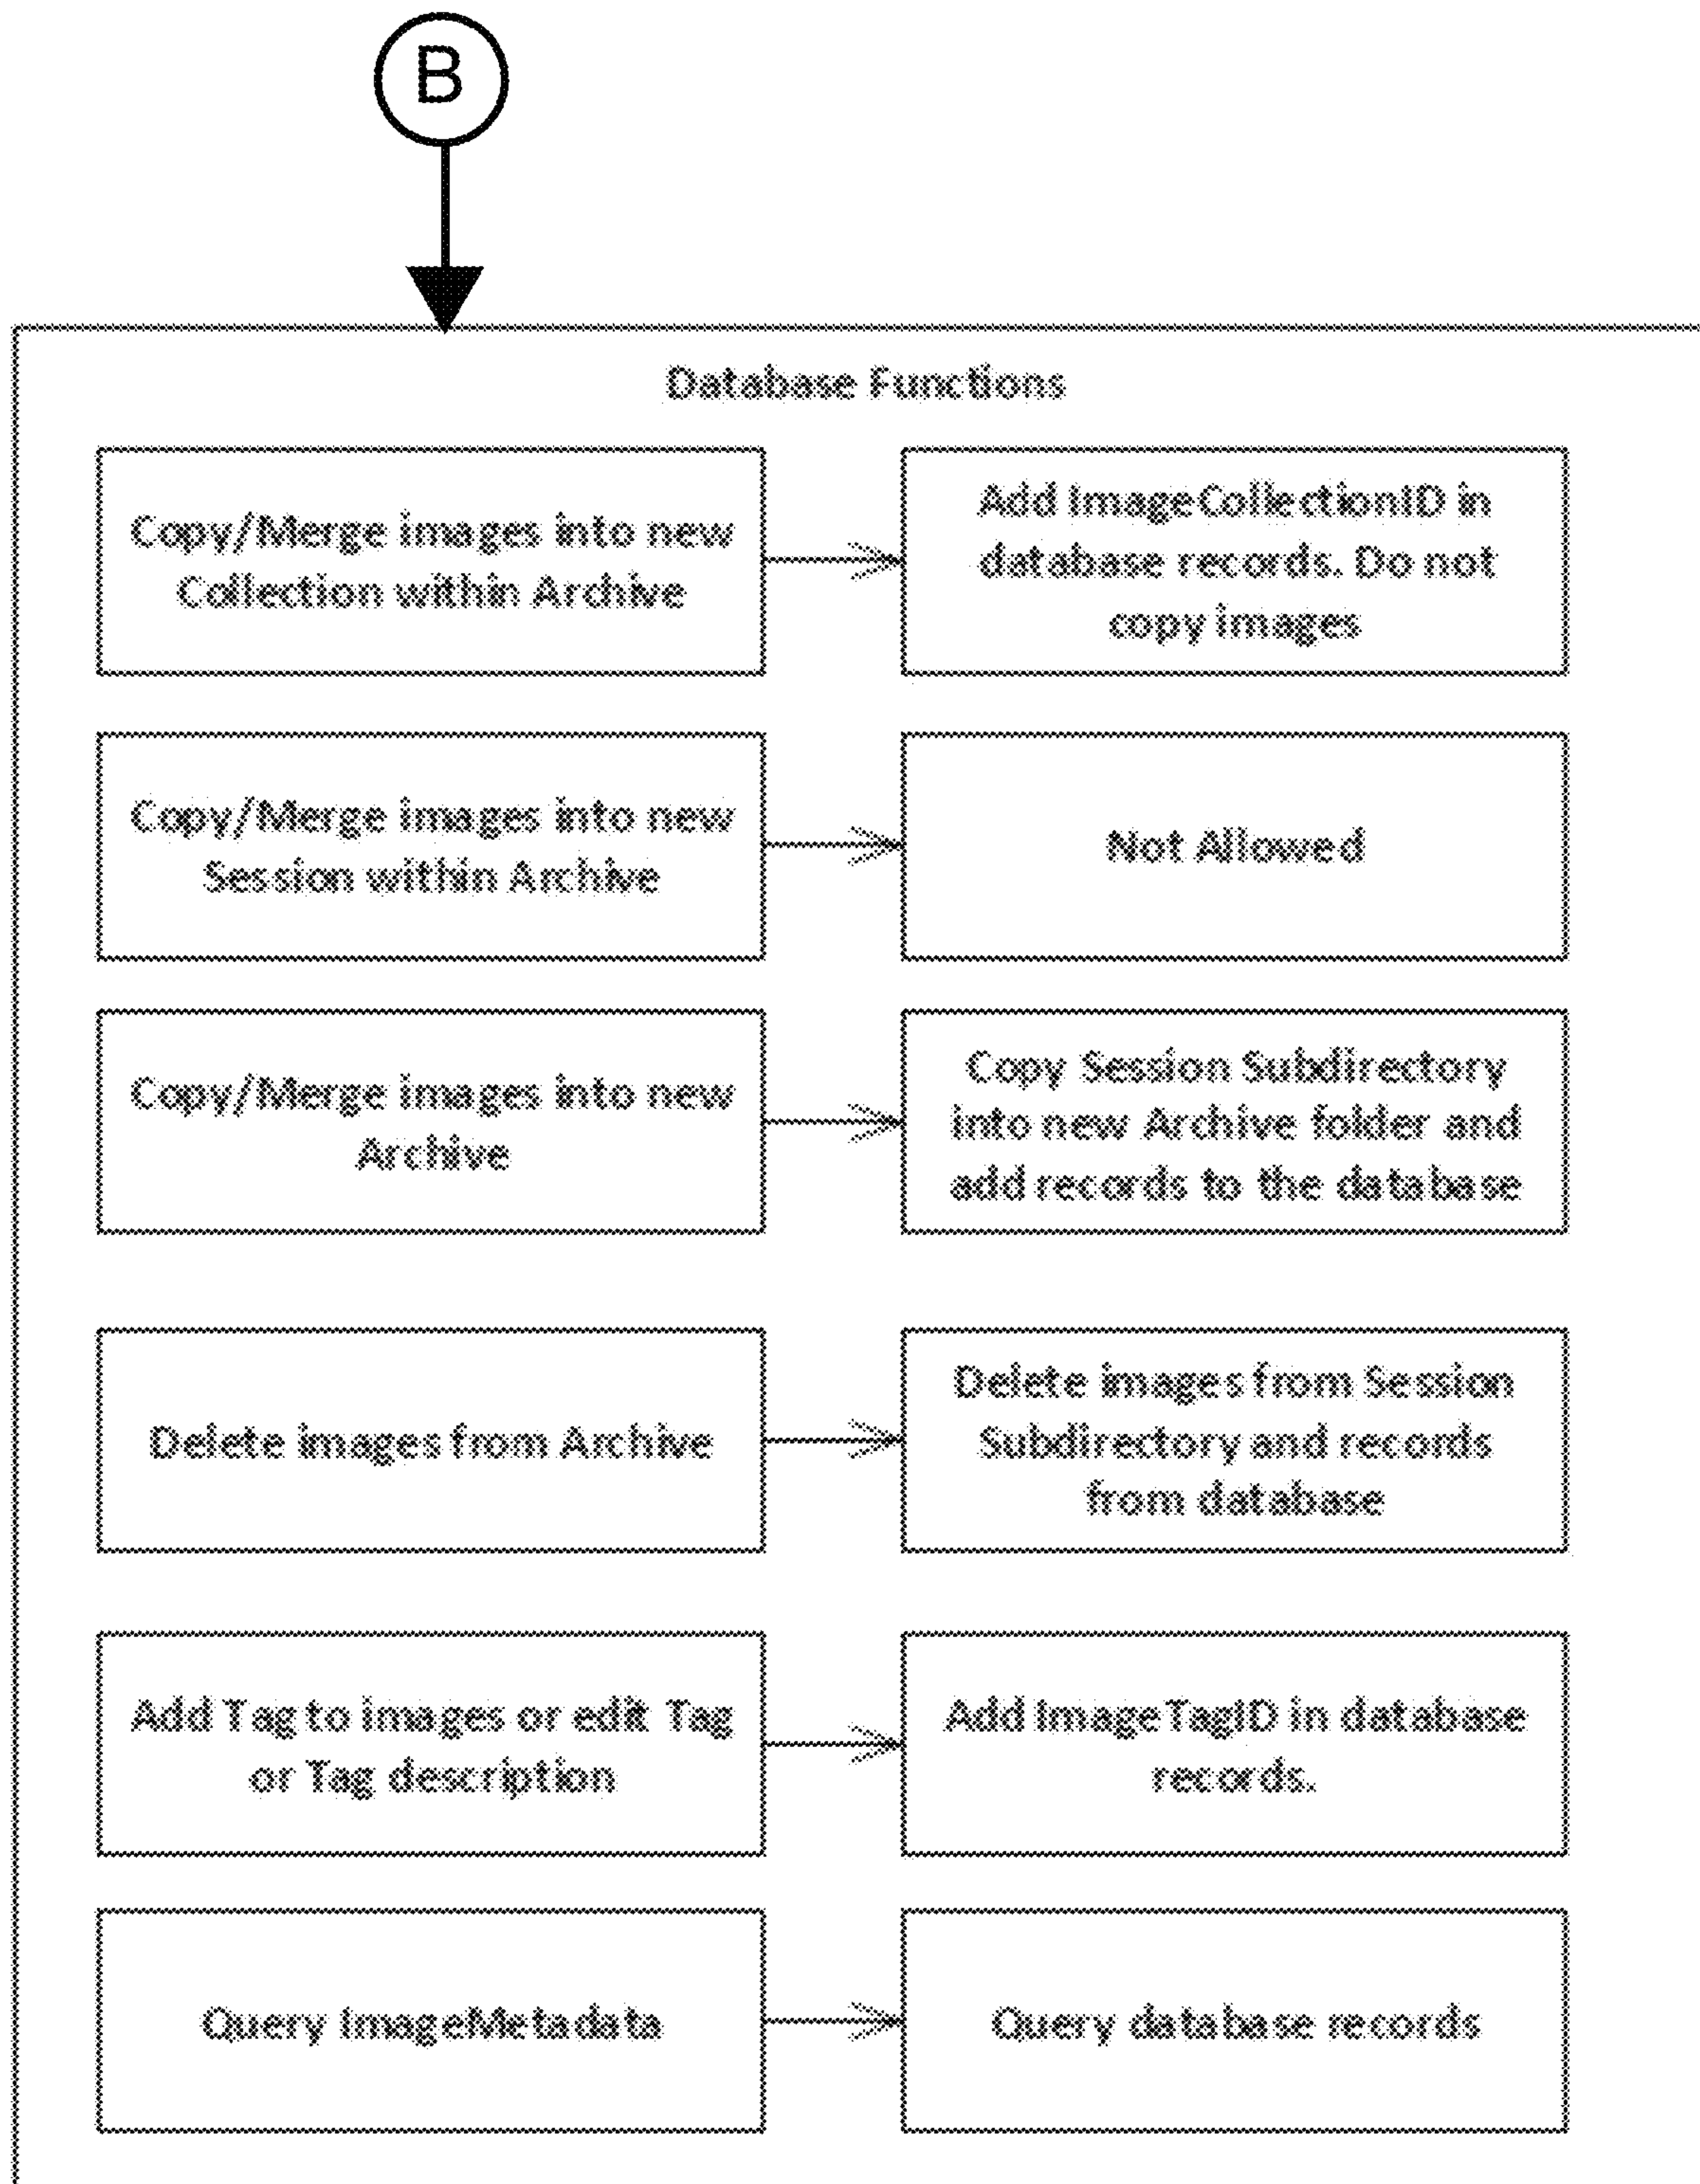 B
Database Functions
Copy/Merge images into new
Collection within Archive
Add ImageCollectionID in
database records. Do not
copy images
Copy/Merge images into new
Session within Archive
Not Allowed
Copy/Merge images into new
Archive
Copy Session Subdirectory
into new Archive folder and
add records to the database
Delete images from Archive
Delete images from Session
Subdirectory and records
from database
Add Tag to images or edit Tag
or Tag description
Add ImageTagID in database
records.
Query ImageMetadata
Query database records